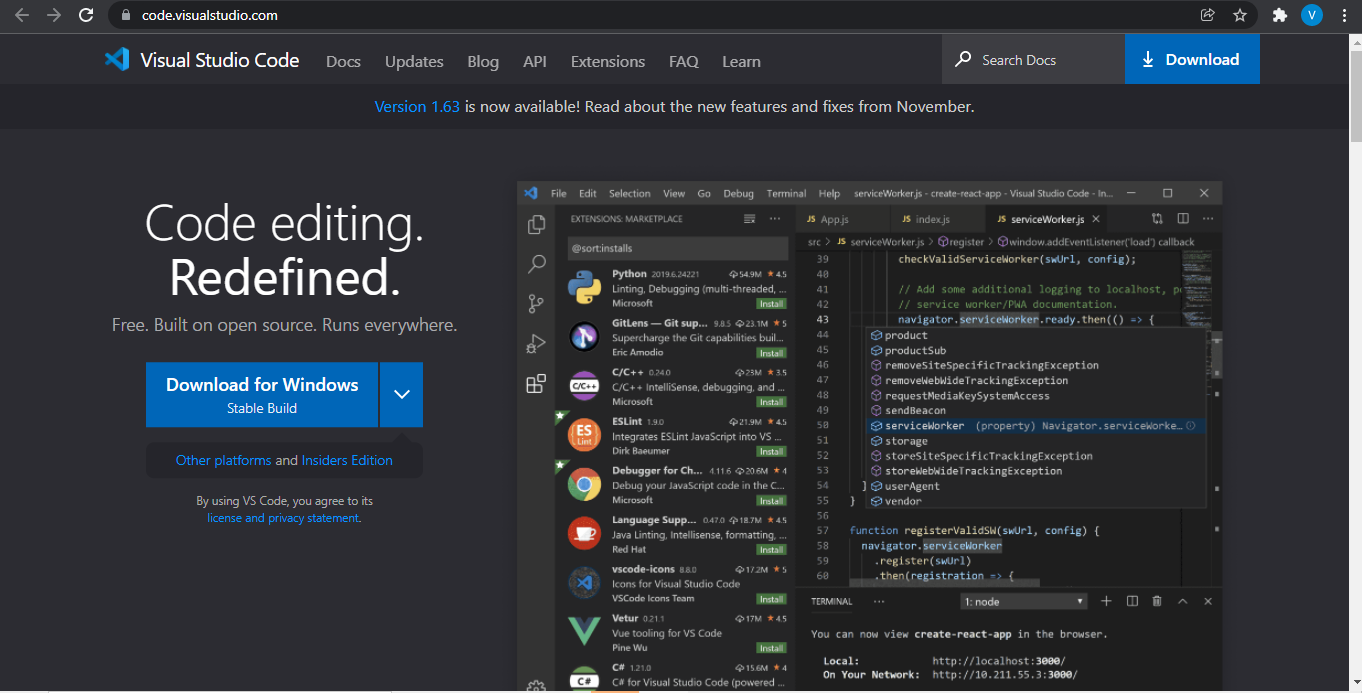 code.visualstudio.com
V
Visual Studio Code Docs Updates Blog API Extensions FAQ Learn Search Docs Download
Version 1.63 is now available! Read about the new features and fixes from November.
Code editing.
Redefined.
Free. Built on open source. Runs everywhere.
Download for Windows
Stable Build
Other platforms and Insiders Edition
By using VS Code, you agree to its
license and privacy statement.
File Edit Selection View Go Debug Terminal Help serviceWorker.js - create-react-app - Visual Studio Code - In...
EXTENSIONS: MARKETPLACE
@sort:installs
Python 2019.6.24221 54.9M 4.5
Linting, Debugging (multi-threaded, ...
Microsoft Install
GitLens — Git sup... 9.8.5 23.1M 5
Supercharge the Git capabilities buil...
Eric Amodio Install
C/C++
C/C++ 0.24.0 23M 3.5
C/C++ IntelliSense, debugging, and ...
Microsoft Install
ES
Lint
ESLint 1.9.0 21.9M 4.5
Integrates ESLint JavaScript into VS ...
Dirk Baeumer Install
Debugger for Ch... 4.11.6 20.6M 4
Debug your JavaScript code in the C...
Microsoft Install
Language Supp... 0.47.0 18.7M 4.5
Java Linting, Intellisense, formatting, ...
Red Hat Install
vscode-icons 8.8.0 17.2M 5
Icons for Visual Studio Code
VSCode Icons Team Install
Vetur 0.21.1 17M 4.5
Vue tooling for VS Code
Pine Wu Install
C#
C# 1.21.0 15.6M 4
C# for Visual Studio Code (powered ...
JS App.js JS index.js JS serviceWorker.js
src > JS serviceWorker.js > register > window.addEventListener('load') callback
39 checkValidServiceWorker(swUrl, config);
40
41 // Add some additional logging to localhost, p
42 // service worker/PWA documentation.
43 navigator.serviceWorker.ready.then(() => {
44 product
45 productSub
46 removeSiteSpecificTrackingException
47 removeWebWideTrackingException
48 requestMediaKeySystemAccess
49 sendBeacon
50 serviceWorker (property) Navigator.serviceWorke...
51 storage
52 storeSiteSpecificTrackingException
53 storeWebWideTrackingException
54 } userAgent
55 } vendor
56
57 function registerValidSW(swUrl, config) {
58 navigator.serviceWorker
59 .register(swUrl)
60 .then(registration => {
TERMINAL ... 1: node
You can now view create-react-app in the browser.
Local: http://localhost:3000/
On Your Network: http://10.211.55.3:3000/